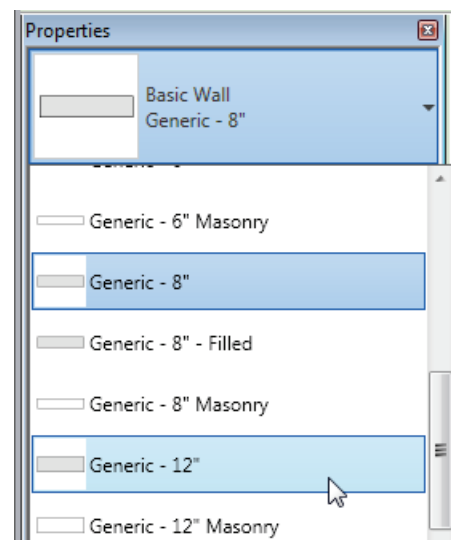 Properties
Basic Wall
Generic - 8"
Generic - 6" Masonry
Generic - 8"
Generic - 8" - Filled
Generic - 8" Masonry
Generic - 12"
Generic - 12" Masonry